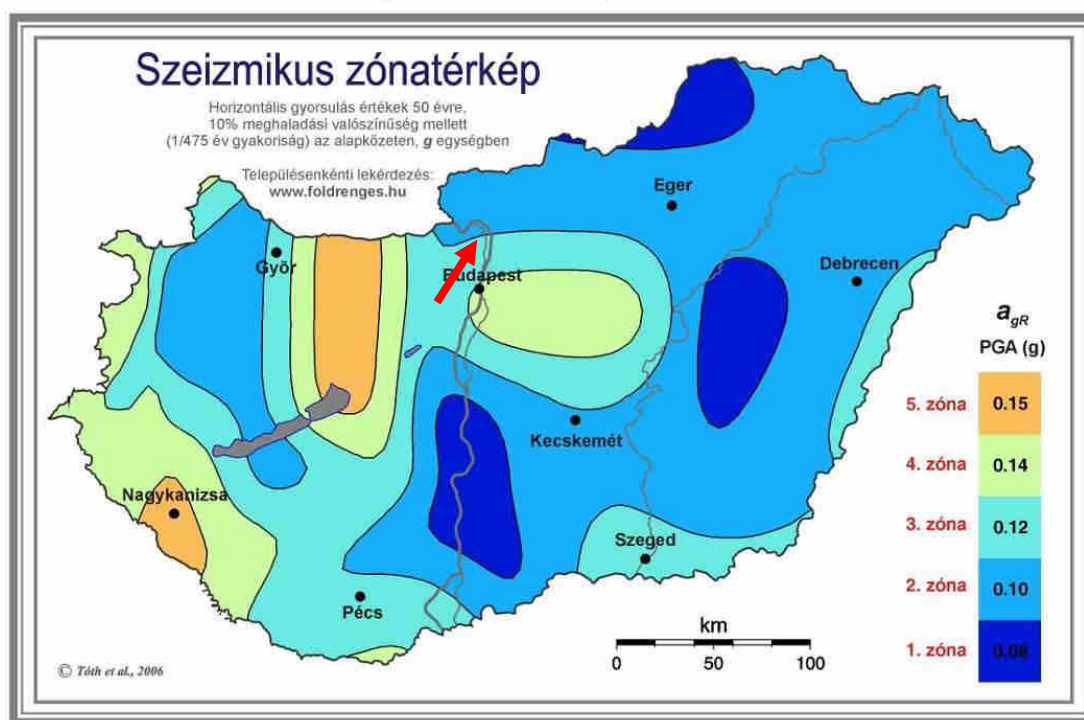 Szeizmikus zónatérkép
Horizontális gyorsulás értékek 50 évre,
10% meghaladási valószínűség mellett
(1/475 év gyakoriság) az alapkőzeten, g egységben
Településenkénti lekérdezés:
www.foldrenges.hu
Eger
Győr
Budapest
Debrecen
Kecskemét
Nagykanizsa
Szeged
Pécs
a_gR
PGA (g)
5. zóna 0.15
4. zóna 0.14
3. zóna 0.12
2. zóna 0.10
1. zóna 0.08
km
0 50 100
© Tóth et al., 2006